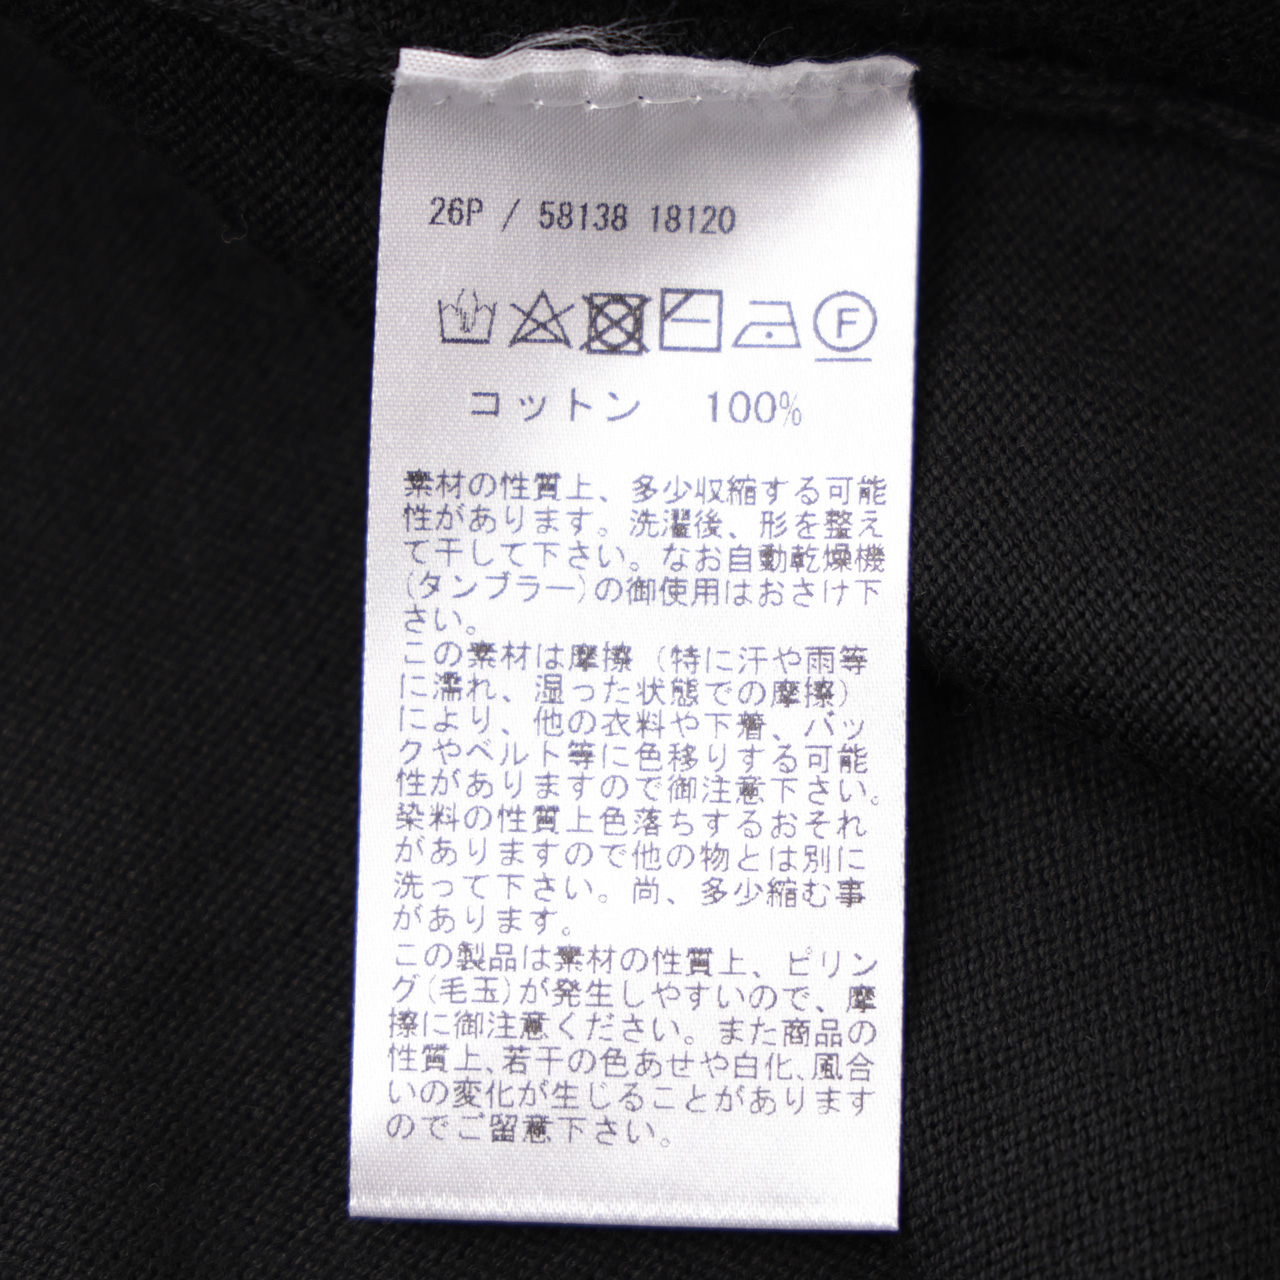 26P / 58138 18120
F
コットン 100%
素材の性質上、多少収縮する可能
性があります。洗濯後、形を整え
て干して下さい。なお自動乾燥機
(タンブラー)の御使用はおさけ下
さい。
この素材は摩擦（特に汗や雨等
に濡れ、湿った状態での摩擦）
により、他の衣料や下着、バッ
クやベルト等に色移りする可能
性がありますので御注意下さい。
染料の性質上色落ちするおそれ
がありますので他の物とは別に
洗って下さい。尚、多少縮む事
があります。
この製品は素材の性質上、ピリン
グ(毛玉)が発生しやすいので、摩
擦に御注意ください。また商品の
性質上、若干の色あせや白化、風合
いの変化が生じることがあります
のでご留意下さい。